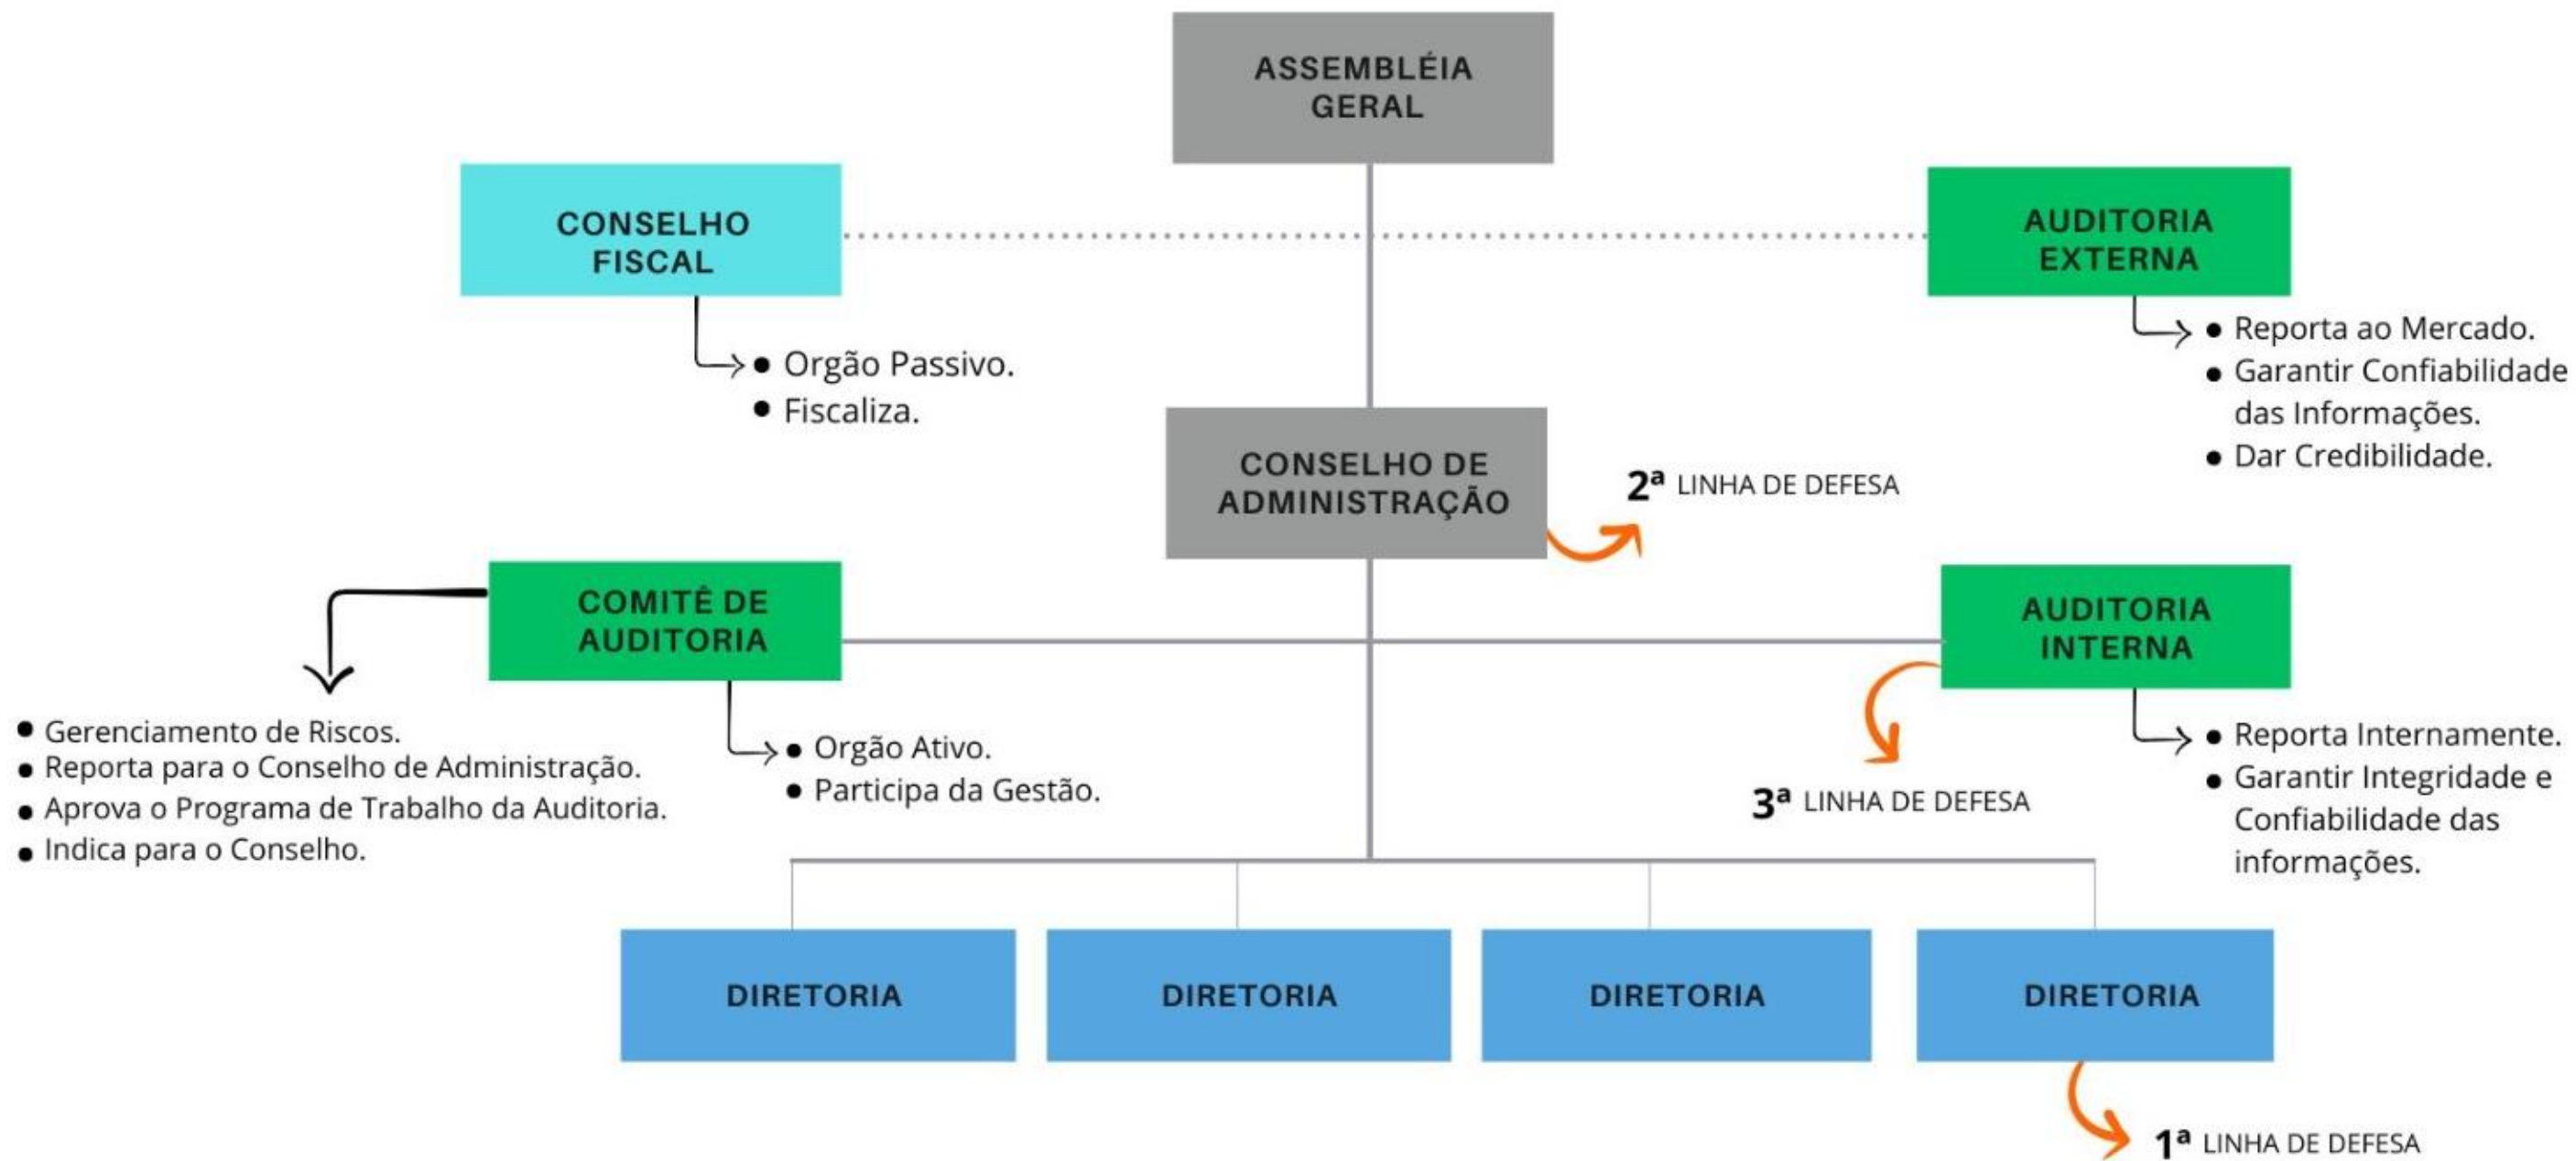 ASSEMBLÉIA
GERAL
CONSELHO
FISCAL
• Orgão Passivo.
• Fiscaliza.
AUDITORIA
EXTERNA
• Reporta ao Mercado.
• Garantir Confiabilidade
das Informações.
• Dar Credibilidade.
CONSELHO DE
ADMINISTRAÇÃO
2ª LINHA DE DEFESA
COMITÊ DE
AUDITORIA
• Gerenciamento de Riscos.
• Reporta para o Conselho de Administração.
• Aprova o Programa de Trabalho da Auditoria.
• Indica para o Conselho.
• Orgão Ativo.
• Participa da Gestão.
AUDITORIA
INTERNA
3ª LINHA DE DEFESA
• Reporta Internamente.
• Garantir Integridade e
Confiabilidade das
informações.
DIRETORIA
DIRETORIA
DIRETORIA
DIRETORIA
1ª LINHA DE DEFESA